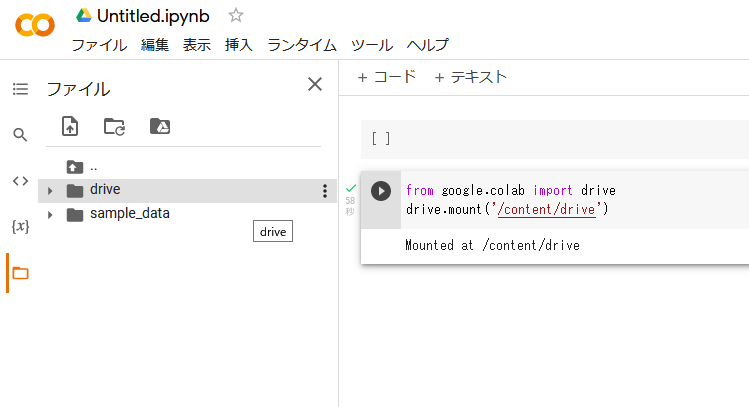 Untitled.ipynb
ファイル 編集 表示 挿入 ランタイム ツール ヘルプ
ファイル
+ コード + テキスト
..
drive
sample_data
drive
{x}
[ ]
58
秒
from google.colab import drive
drive.mount('/content/drive')
Mounted at /content/drive